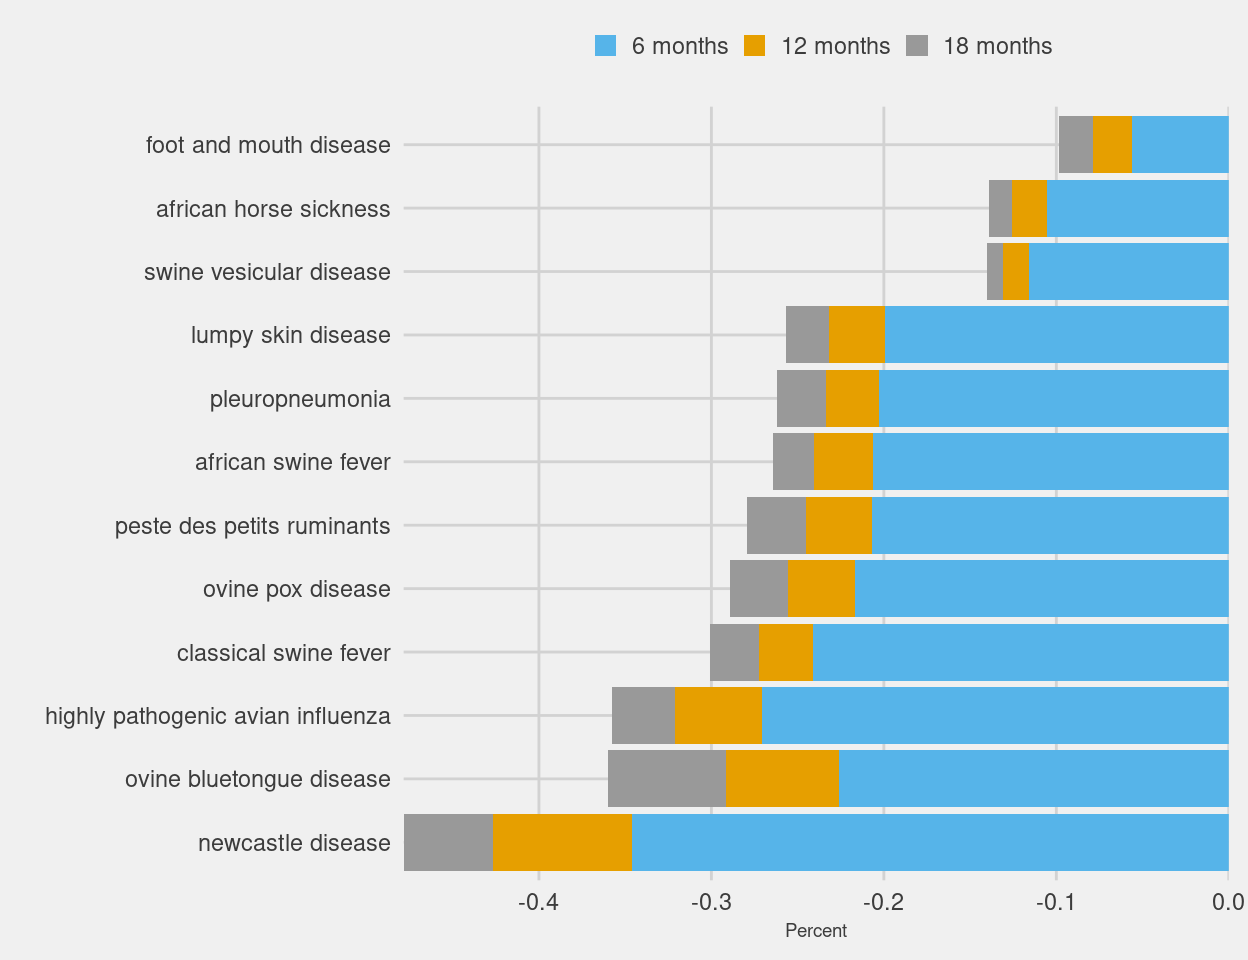 6 months 12 months 18 months
foot and mouth disease
african horse sickness
swine vesicular disease
lumpy skin disease
pleuropneumonia
african swine fever
peste des petits ruminants
ovine pox disease
classical swine fever
highly pathogenic avian influenza
ovine bluetongue disease
newcastle disease
-0.4 -0.3 -0.2 -0.1 0.0
Percent